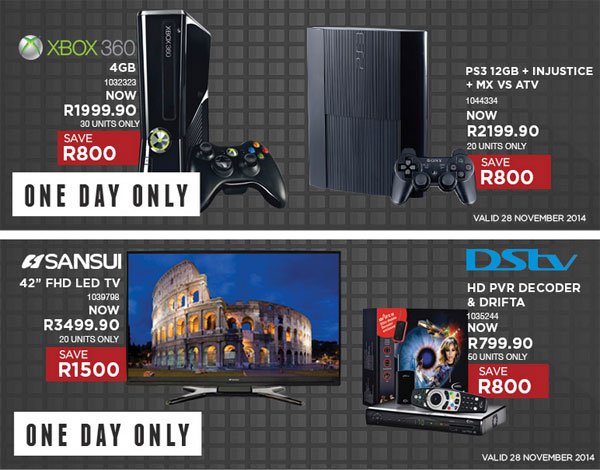 XBOX 360
4GB
1032323
NOW
R1999.90
30 UNITS ONLY
SAVE
R800
ONE DAY ONLY
PS3 12GB + INJUSTICE
+ MX VS ATV
1044334
NOW
R2199.90
20 UNITS ONLY
SAVE
R800
VALID 28 NOVEMBER 2014
SANSUI
42” FHD LED TV
1039798
NOW
R3499.90
20 UNITS ONLY
SAVE
R1500
ONE DAY ONLY
DStv
HD PVR DECODER
& DRIFTA
1035244
NOW
R799.90
50 UNITS ONLY
SAVE
R800
VALID 28 NOVEMBER 2014